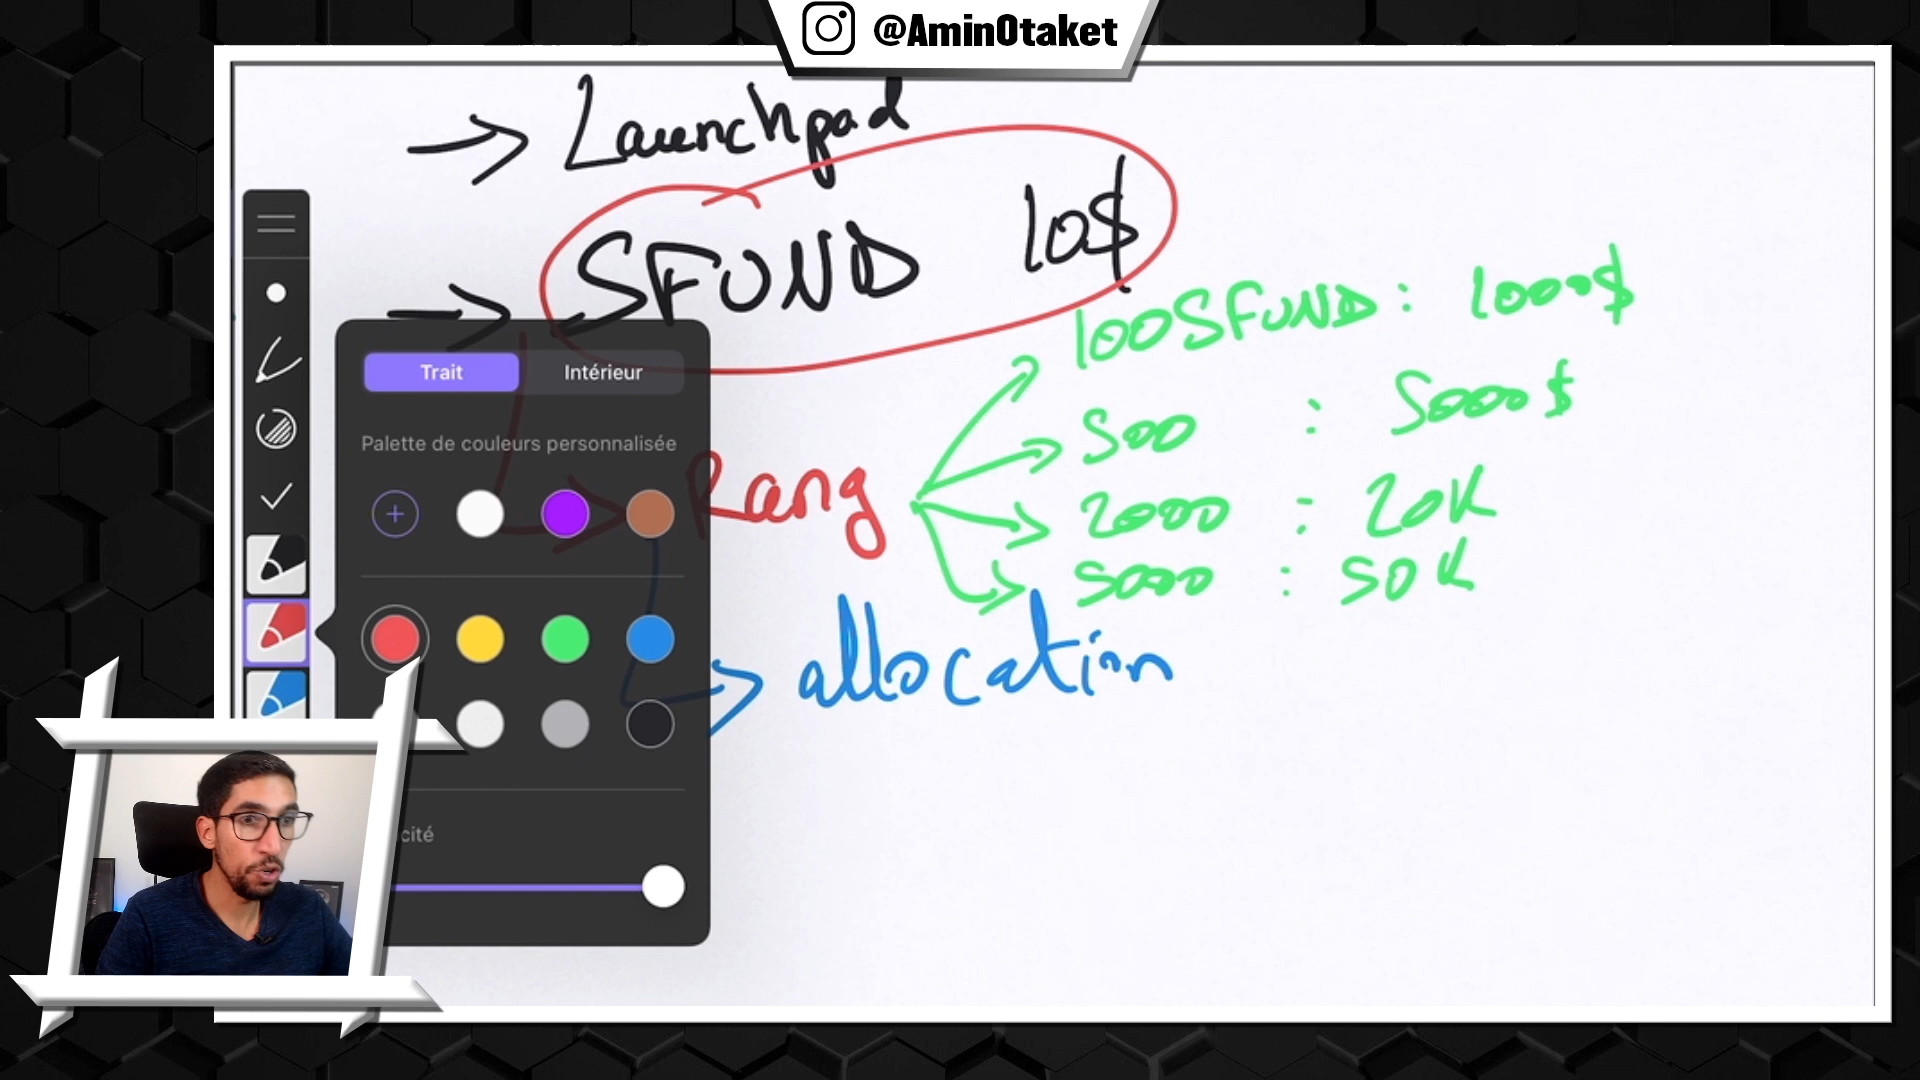 @AminOtaket
Launchpad
SFUND 10$
100SFUND: 1000$
Trait Intérieur
500 : 5000$
Palette de couleurs personnalisée
Rang
2000 : 20K
5000 : 50K
allocation
cité